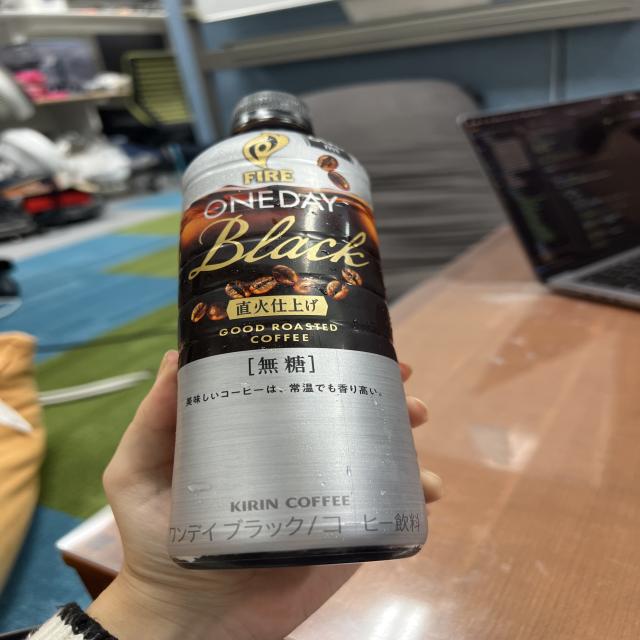 FIRE
ONEDAY
Black
直火仕上げ
GOOD ROASTED
COFFEE
[無糖]
美味しいコーヒーは、常温でも香り高い。
KIRIN COFFEE
ワンデイブラック/コーヒー飲料